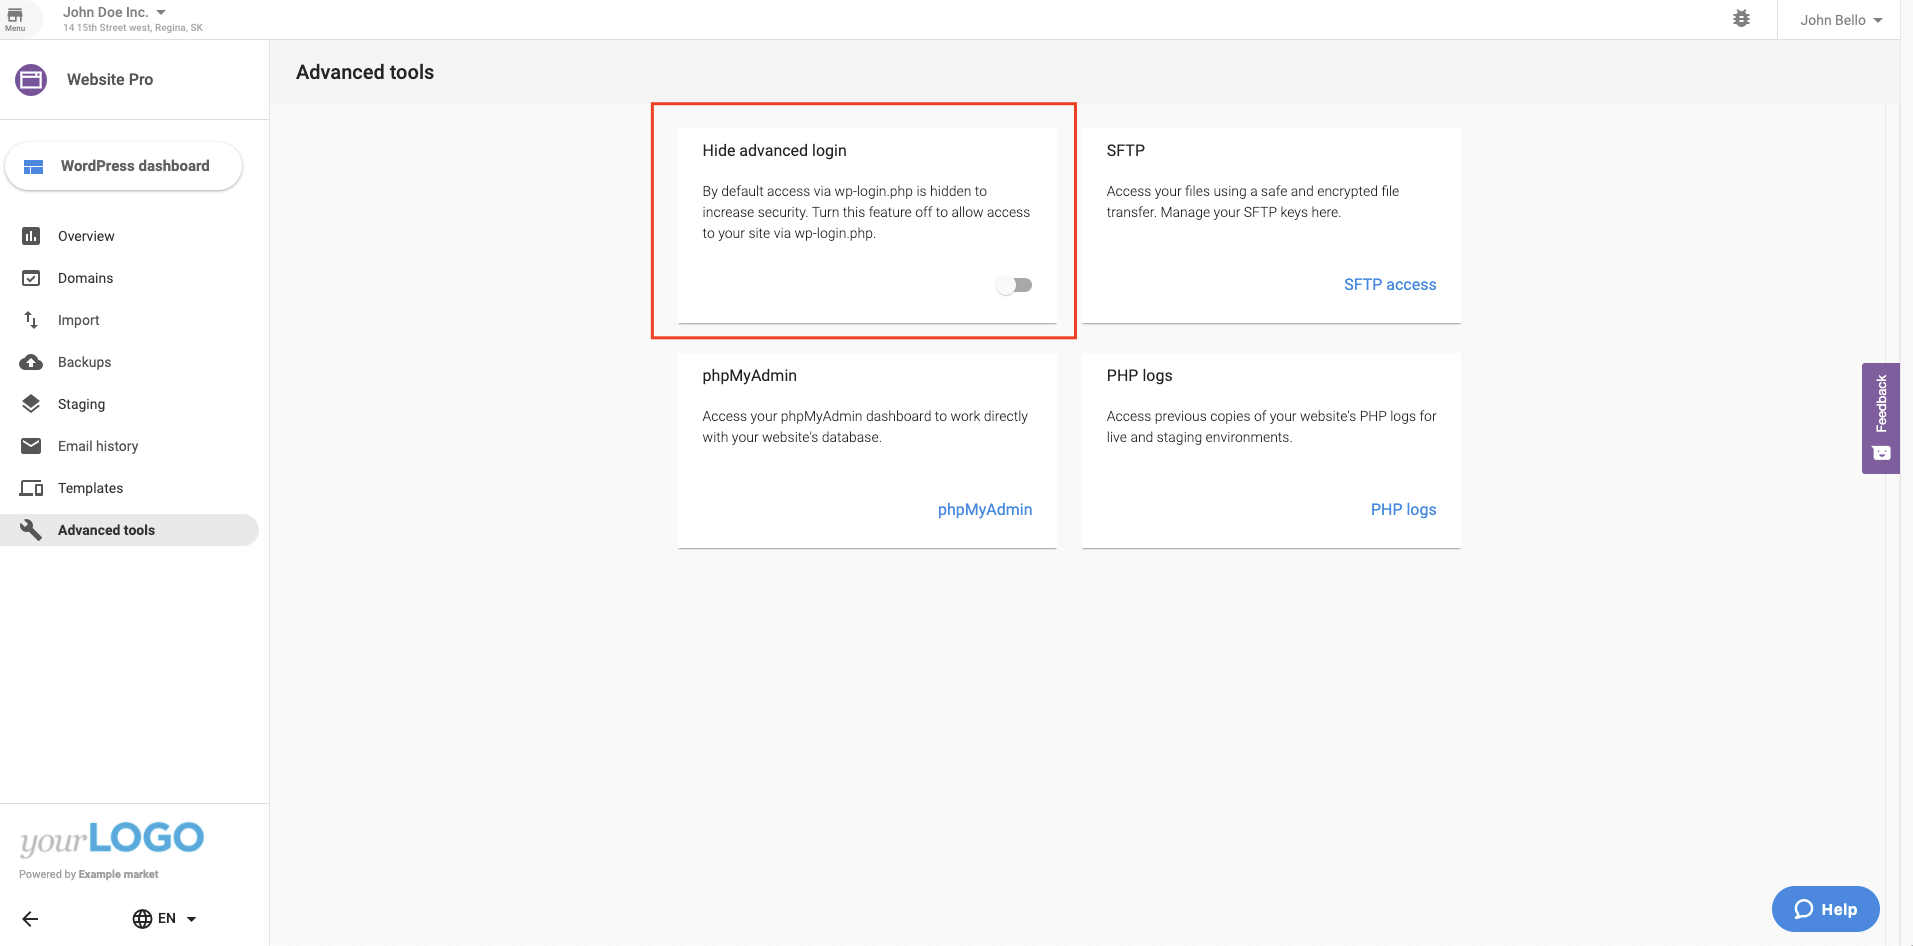 Menu
John Doe Inc.
14 15th Street west, Regina, SK
John Bello
Website Pro
WordPress dashboard
Overview
Domains
Import
Backups
Staging
Email history
Templates
Advanced tools
yourLOGO
Powered by Example market
EN
Advanced tools
Hide advanced login
By default access via wp-login.php is hidden to
increase security. Turn this feature off to allow access
to your site via wp-login.php.
SFTP
Access your files using a safe and encrypted file
transfer. Manage your SFTP keys here.
SFTP access
phpMyAdmin
Access your phpMyAdmin dashboard to work directly
with your website's database.
phpMyAdmin
PHP logs
Access previous copies of your website's PHP logs for
live and staging environments.
PHP logs
Feedback
Help